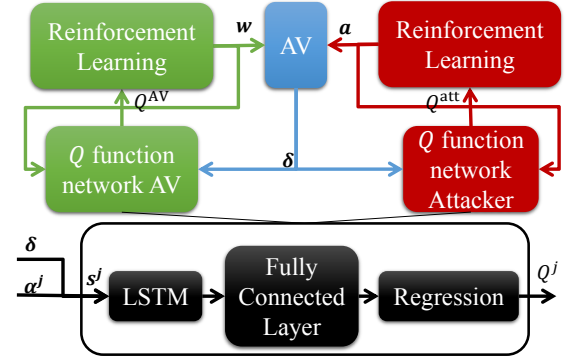 Reinforcement
Learning
w
AV
a
Reinforcement
Learning
Q^AV
Q^att
Q function
network AV
δ
Q function
network
Attacker
δ
α^j
s^j
LSTM
Fully
Connected
Layer
Regression
Q^j